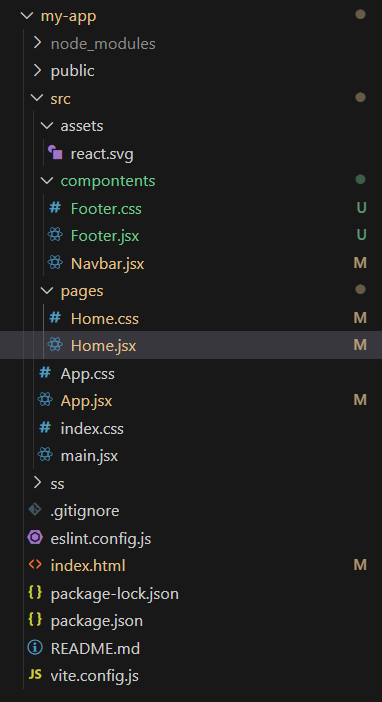 my-app
node_modules
public
src
assets
react.svg
compontents
# Footer.css U
Footer.jsx U
Navbar.jsx M
pages
# Home.css M
Home.jsx M
# App.css
App.jsx M
# index.css
main.jsx
ss
.gitignore
eslint.config.js
<> index.html M
{} package-lock.json
{} package.json
README.md
JS vite.config.js